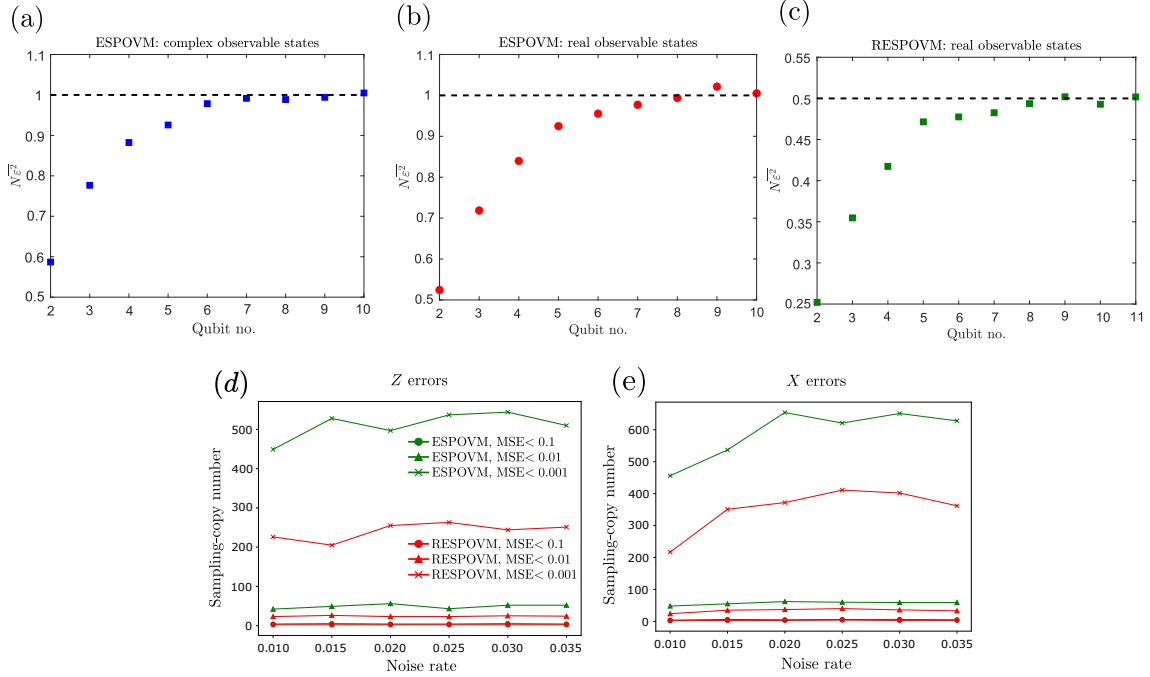 (a)
ESPOVM: complex observable states
1.1
1
0.9
0.8
0.7
0.6
0.5
Nε²
2 3 4 5 6 7 8 9 10
Qubit no.
(b)
ESPOVM: real observable states
1.1
1
0.9
0.8
0.7
0.6
0.5
Nε²
2 3 4 5 6 7 8 9 10
Qubit no.
(c)
RESPOVM: real observable states
0.55
0.5
0.45
0.4
0.35
0.3
0.25
Nε²
2 3 4 5 6 7 8 9 10 11
Qubit no.
(d)
Z errors
500
400
300
200
100
0
Sampling-copy number
ESPOVM, MSE< 0.1
ESPOVM, MSE< 0.01
ESPOVM, MSE< 0.001
RESPOVM, MSE< 0.1
RESPOVM, MSE< 0.01
RESPOVM, MSE< 0.001
0.010 0.015 0.020 0.025 0.030 0.035
Noise rate
(e)
X errors
600
500
400
300
200
100
0
Sampling-copy number
0.010 0.015 0.020 0.025 0.030 0.035
Noise rate